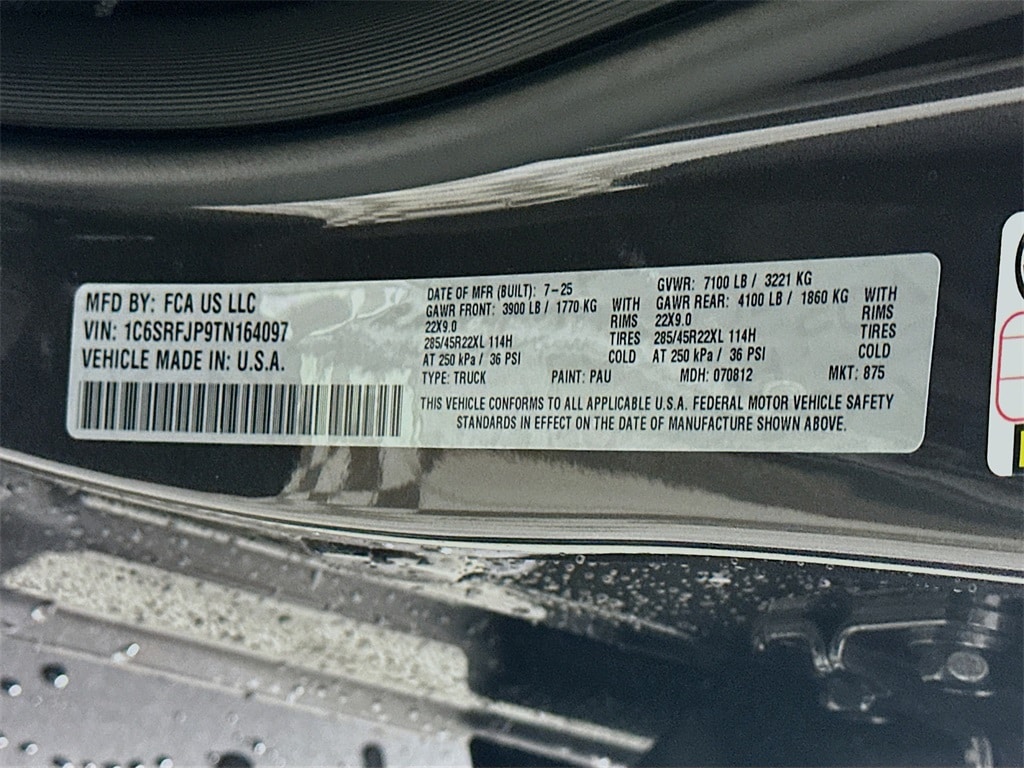 MFD BY: FCA US LLC
VIN: 1C6SRFJP9TN164097
VEHICLE MADE IN: U.S.A.
DATE OF MFR (BUILT): 7-25
GAWR FRONT: 3900 LB / 1770 KG WITH
22X9.0 RIMS
285/45R22XL 114H TIRES
AT 250 kPa / 36 PSI COLD
GVWR: 7100 LB / 3221 KG
GAWR REAR: 4100 LB / 1860 KG WITH
22X9.0 RIMS
285/45R22XL 114H TIRES
AT 250 kPa / 36 PSI COLD
TYPE: TRUCK PAINT: PAU MDH: 070812 MKT: 875
THIS VEHICLE CONFORMS TO ALL APPLICABLE U.S.A. FEDERAL MOTOR VEHICLE SAFETY
STANDARDS IN EFFECT ON THE DATE OF MANUFACTURE SHOWN ABOVE.